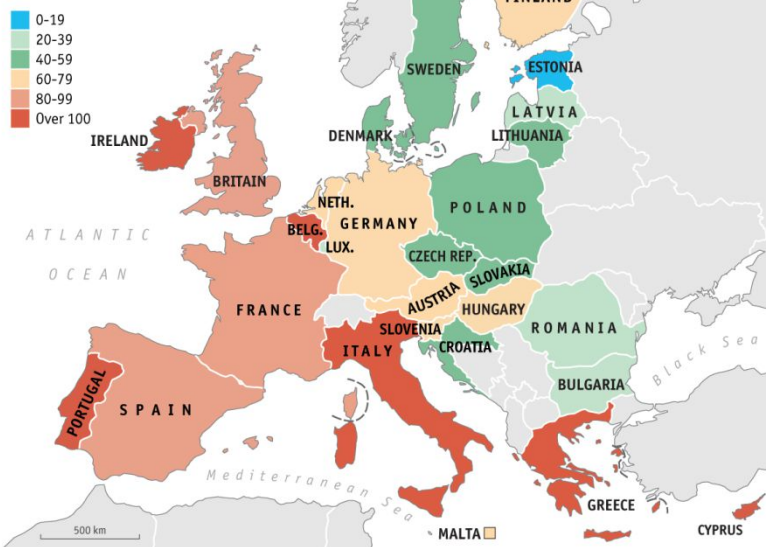 FINLAND
0-19
20-39
40-59
60-79
80-99
Over 100
SWEDEN
ESTONIA
LATVIA
DENMARK
LITHUANIA
IRELAND
BRITAIN
NETH.
POLAND
GERMANY
BELG.
ATLANTIC
OCEAN
LUX.
CZECH REP.
SLOVAKIA
AUSTRIA
FRANCE
HUNGARY
SLOVENIA
ROMANIA
ITALY
CROATIA
Black Sea
BULGARIA
PORTUGAL
SPAIN
Mediterranean Sea
GREECE
500 km
MALTA
CYPRUS